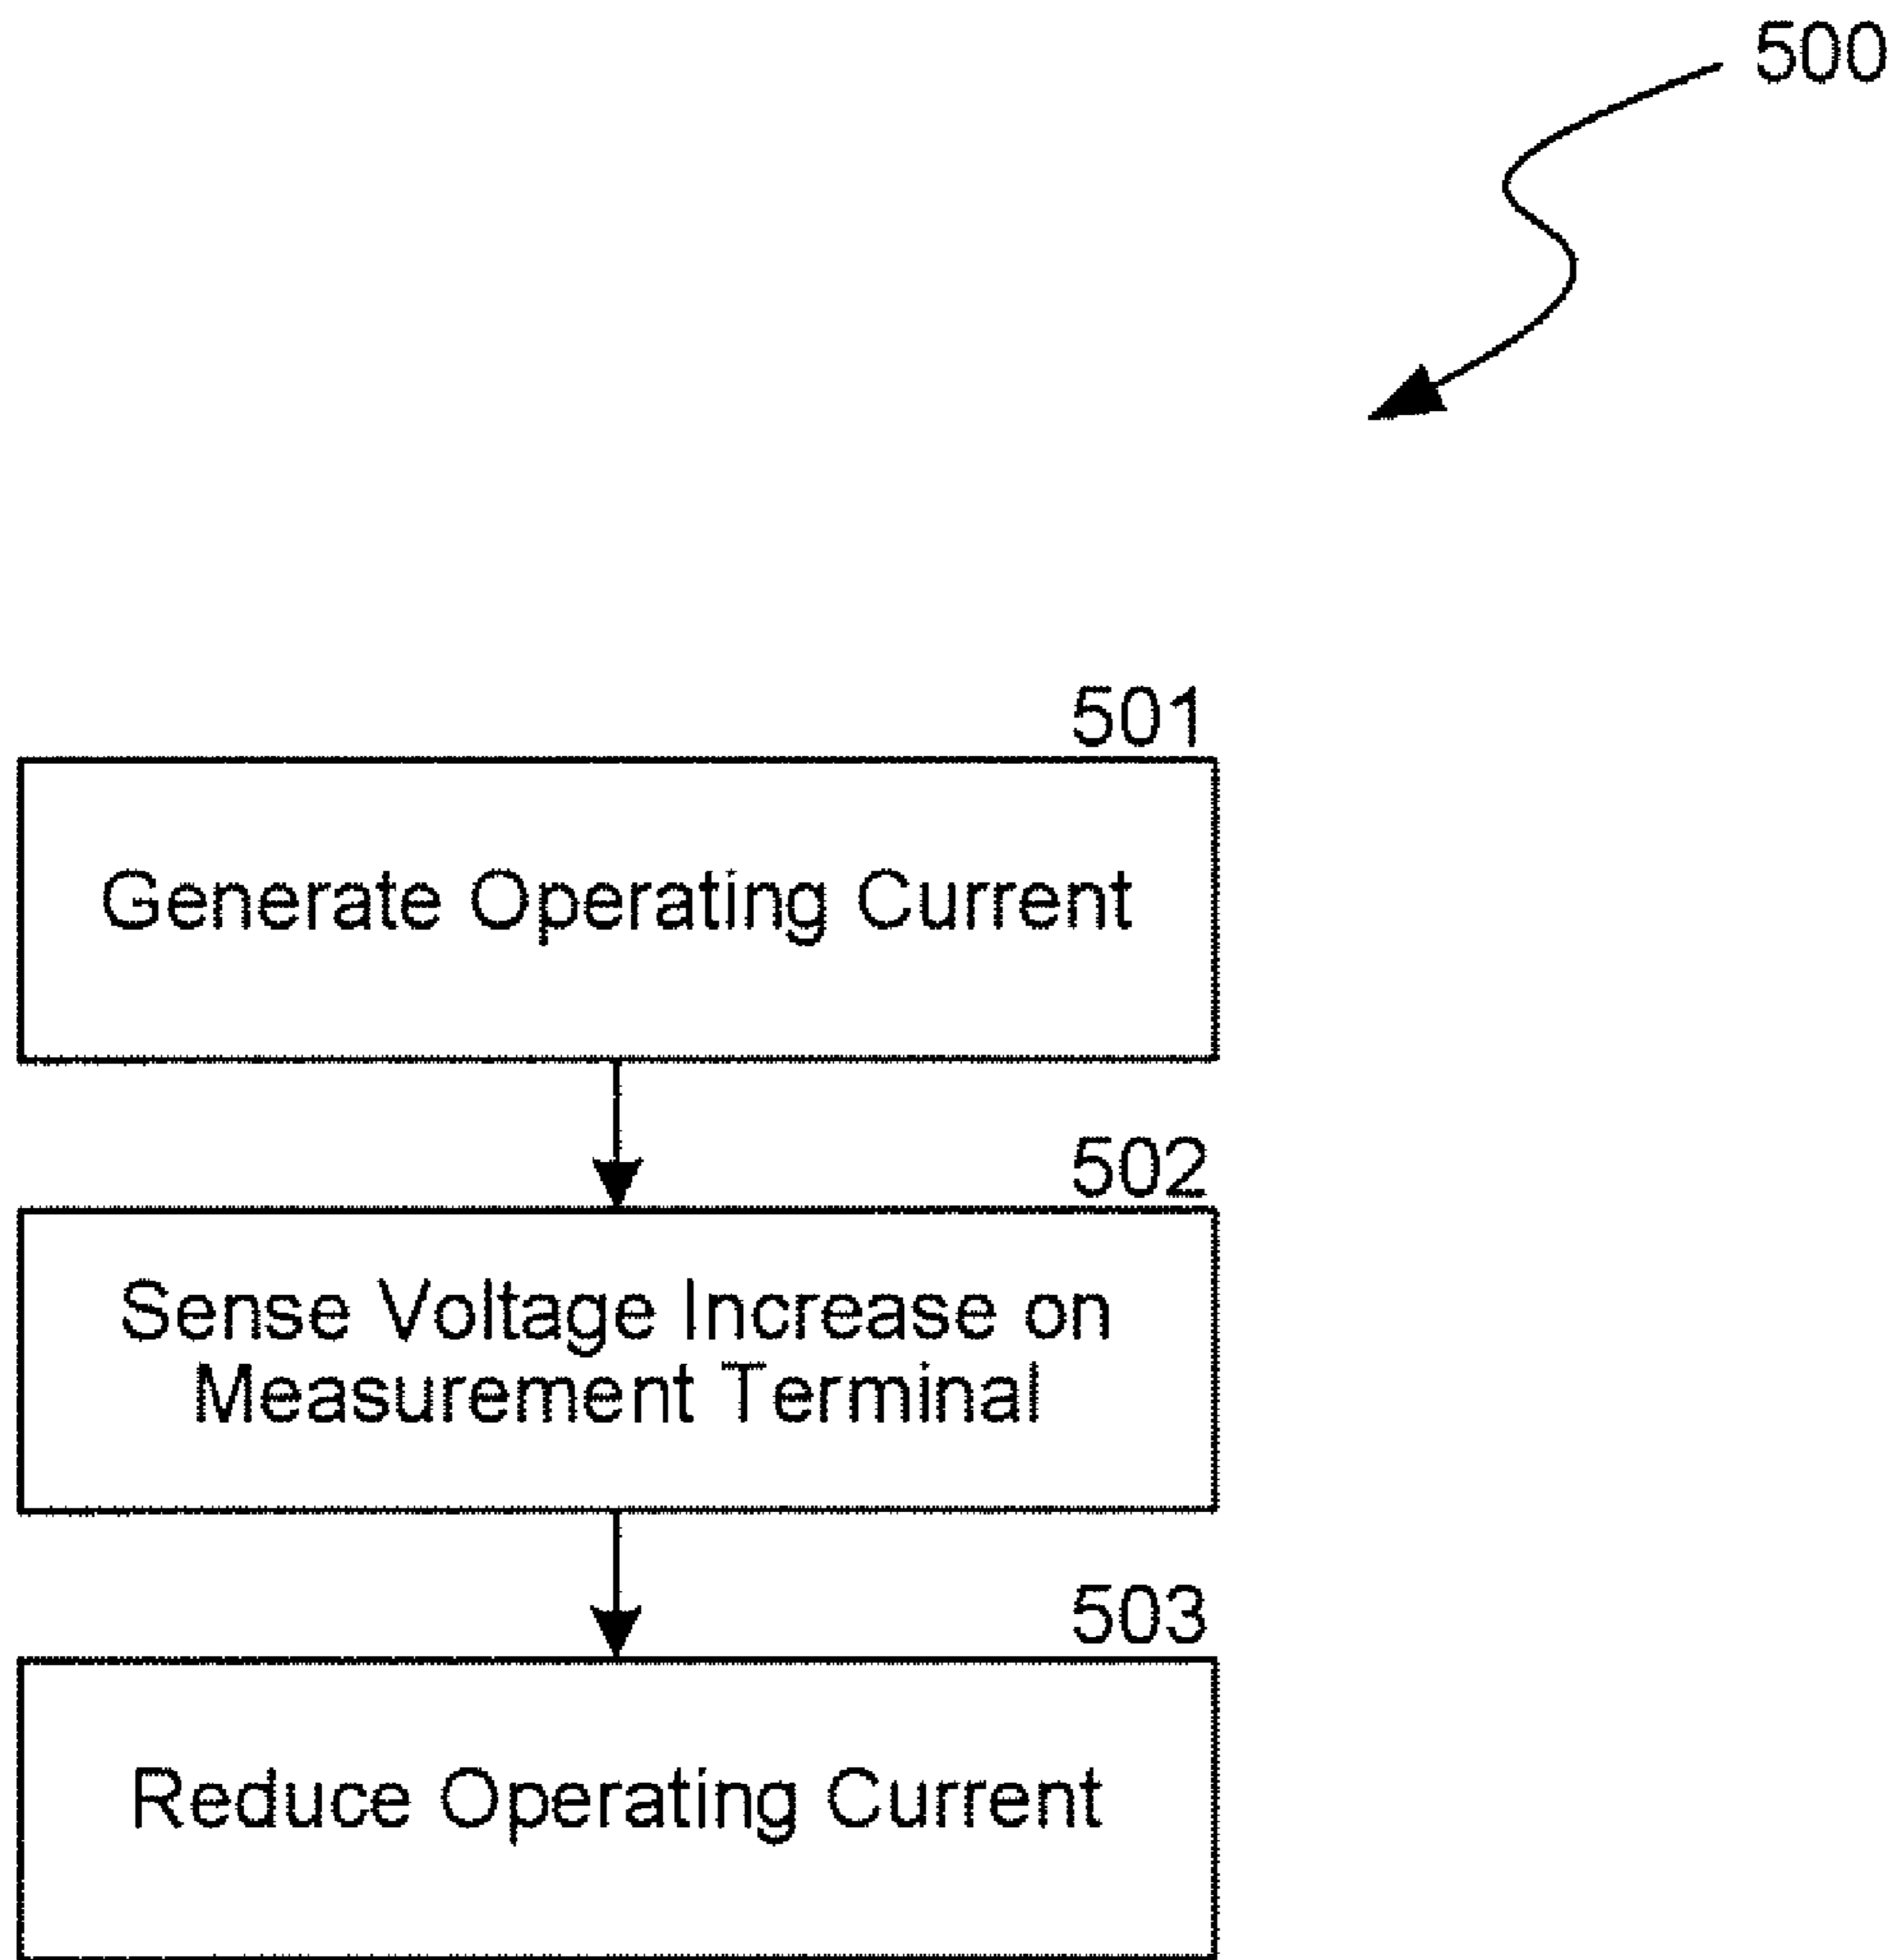 500
501
Generate Operating Current
502
Sense Voltage Increase on
Measurement Terminal
503
Reduce Operating Current